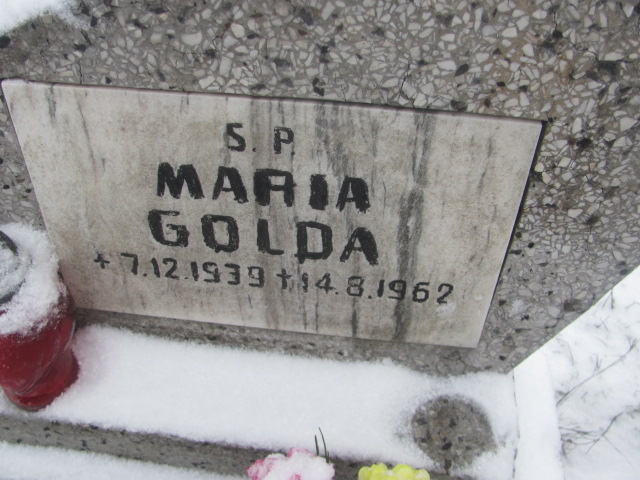 S. P.
MARIA
GOLDA
+ 7.12.1939 † 14.8.1962